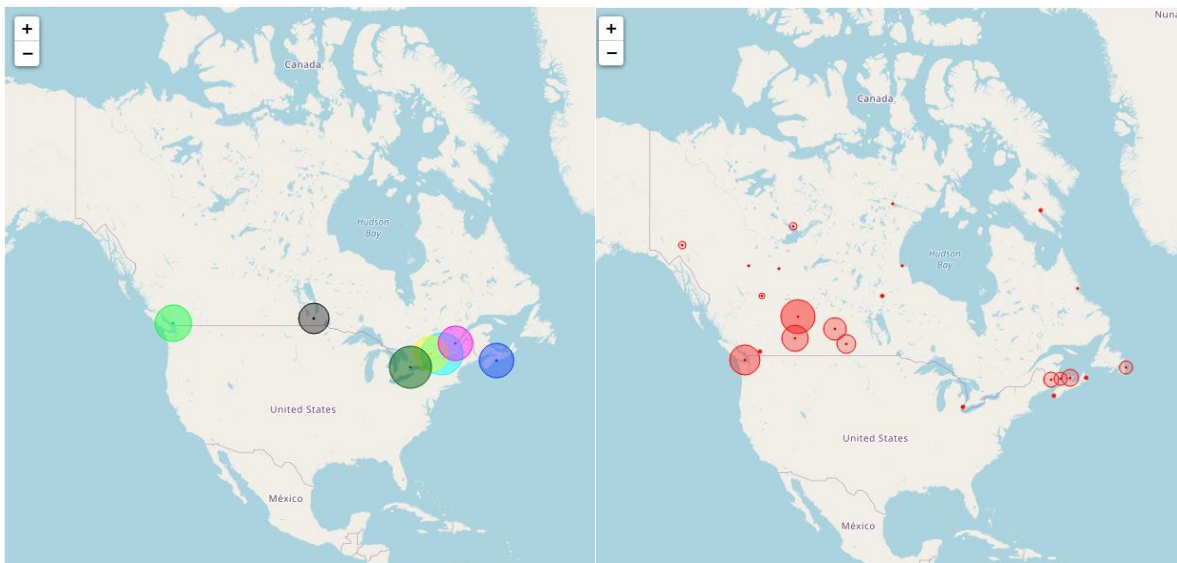 +
−
Canada
Hudson
Bay
United States
México
+
−
Nuna
Canada
Hudson
Bay
United States
México